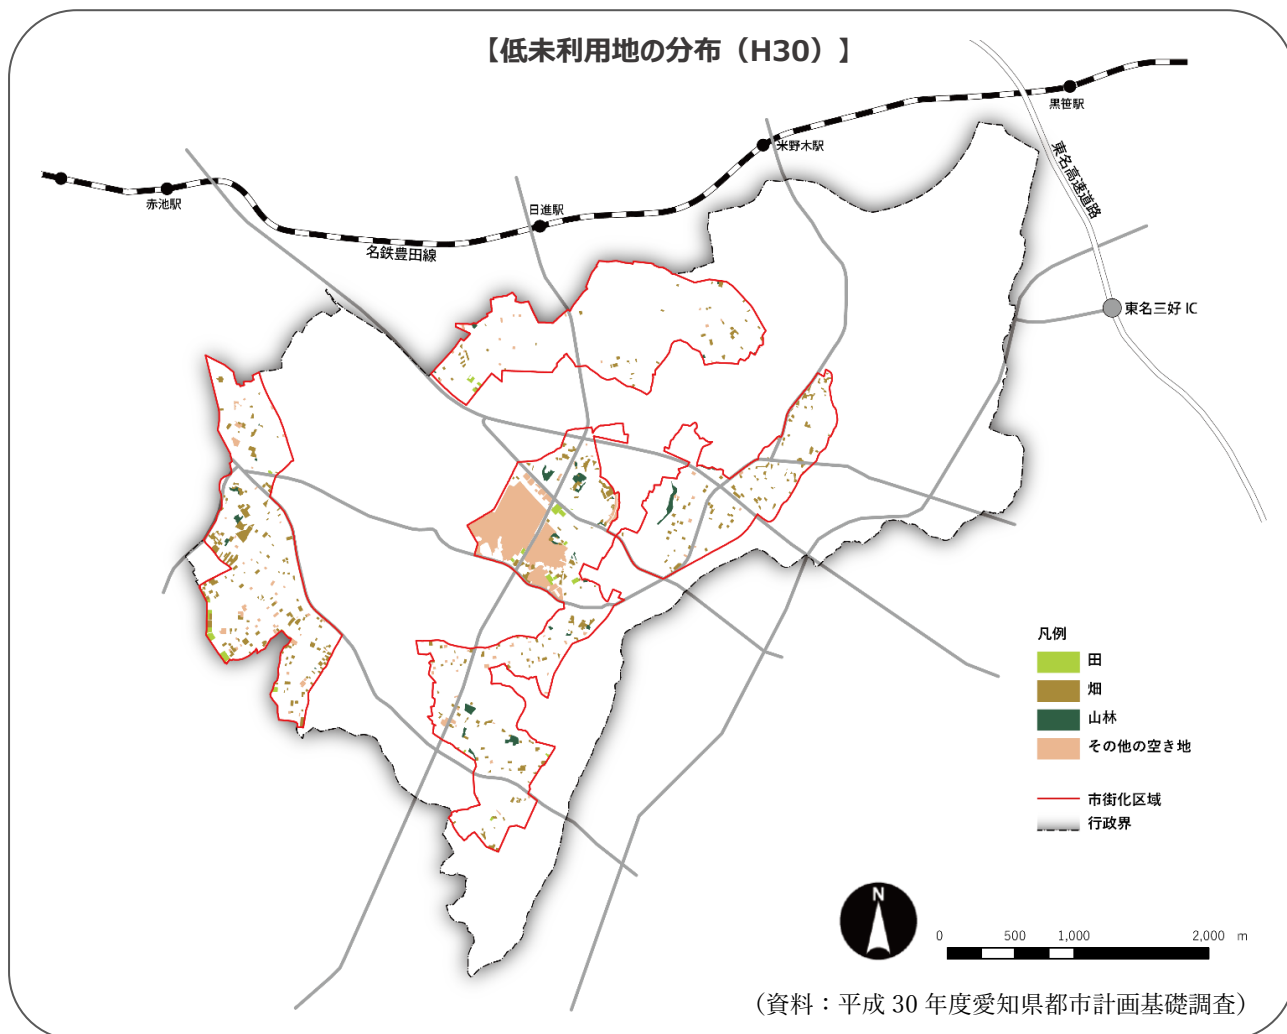 【低未利用地の分布（H30）】
黒笹駅
米野木駅
東名高速道路
赤池駅
日進駅
名鉄豊田線
東名三好 IC
凡例
田
畑
山林
その他の空き地
市街化区域
行政界
N
0 500 1,000 2,000 m
（資料：平成 30 年度愛知県都市計画基礎調査）